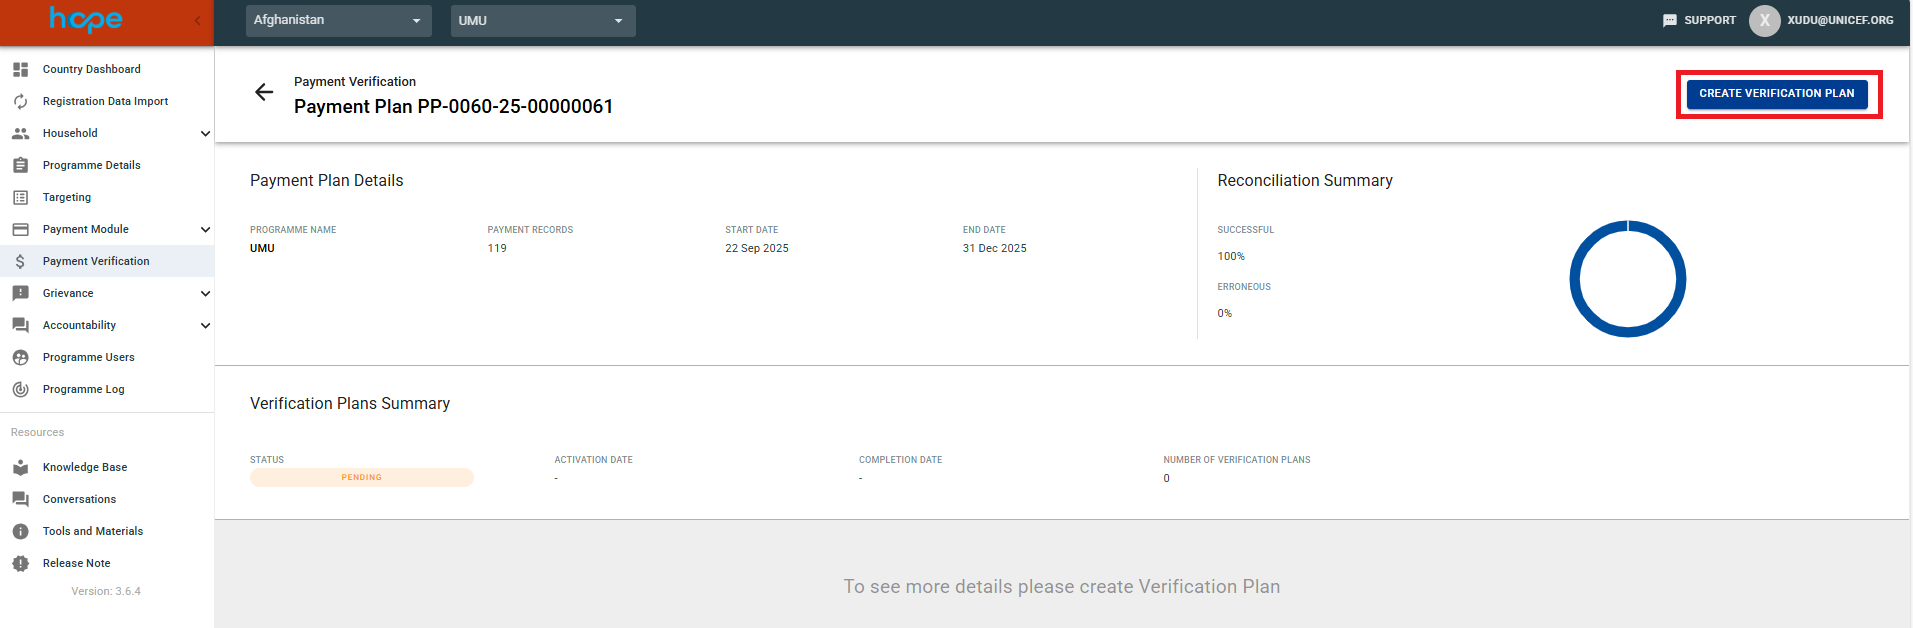 hope
Afghanistan
UMU
SUPPORT
X
XUDU@UNICEF.ORG
Country Dashboard
Registration Data Import
Household
Programme Details
Targeting
Payment Module
Payment Verification
Grievance
Accountability
Programme Users
Programme Log
Resources
Knowledge Base
Conversations
Tools and Materials
Release Note
Version: 3.6.4
Payment Verification
Payment Plan PP-0060-25-00000061
CREATE VERIFICATION PLAN
Payment Plan Details
PROGRAMME NAME
UMU
PAYMENT RECORDS
119
START DATE
22 Sep 2025
END DATE
31 Dec 2025
Reconciliation Summary
SUCCESSFUL
100%
ERRONEOUS
0%
Verification Plans Summary
STATUS
PENDING
ACTIVATION DATE
-
COMPLETION DATE
-
NUMBER OF VERIFICATION PLANS
0
To see more details please create Verification Plan